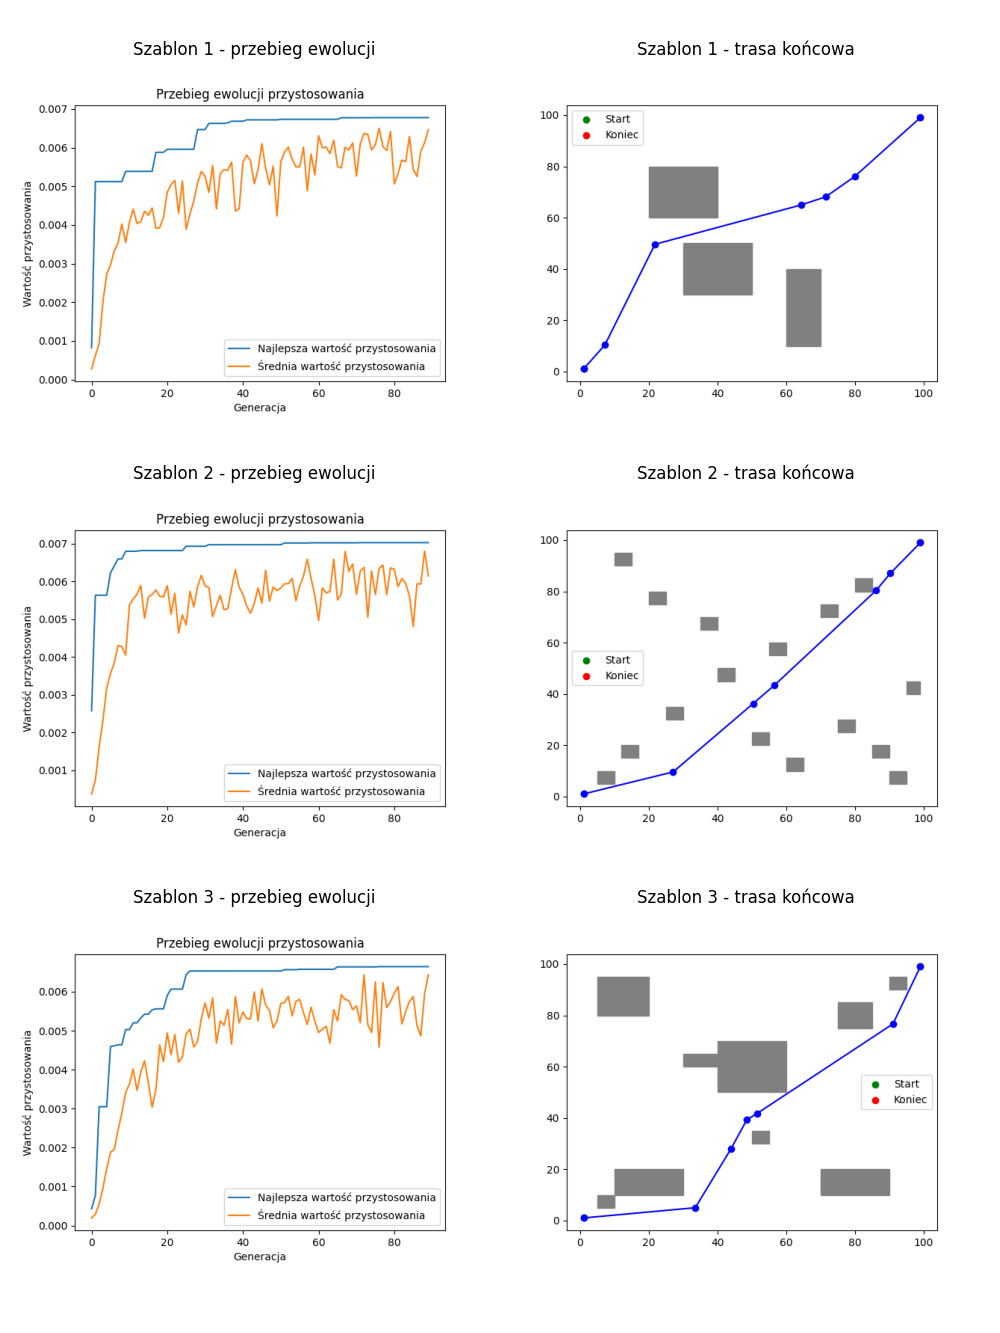 Szablon 1 - przebieg ewolucji
Szablon 1 - trasa końcowa
Przebieg ewolucji przystosowania
Wartość przystosowania
0.007
0.006
0.005
0.004
0.003
0.002
0.001
0.000
Najlepsza wartość przystosowania
Średnia wartość przystosowania
0 20 40 60 80
Generacja
100
80
60
40
20
0
Start
Koniec
0 20 40 60 80 100
Szablon 2 - przebieg ewolucji
Szablon 2 - trasa końcowa
Przebieg ewolucji przystosowania
Wartość przystosowania
0.007
0.006
0.005
0.004
0.003
0.002
0.001
Najlepsza wartość przystosowania
Średnia wartość przystosowania
0 20 40 60 80
Generacja
100
80
60
40
20
0
Start
Koniec
0 20 40 60 80 100
Szablon 3 - przebieg ewolucji
Szablon 3 - trasa końcowa
Przebieg ewolucji przystosowania
Wartość przystosowania
0.006
0.005
0.004
0.003
0.002
0.001
0.000
Najlepsza wartość przystosowania
Średnia wartość przystosowania
0 20 40 60 80
Generacja
100
80
60
40
20
0
Start
Koniec
0 20 40 60 80 100